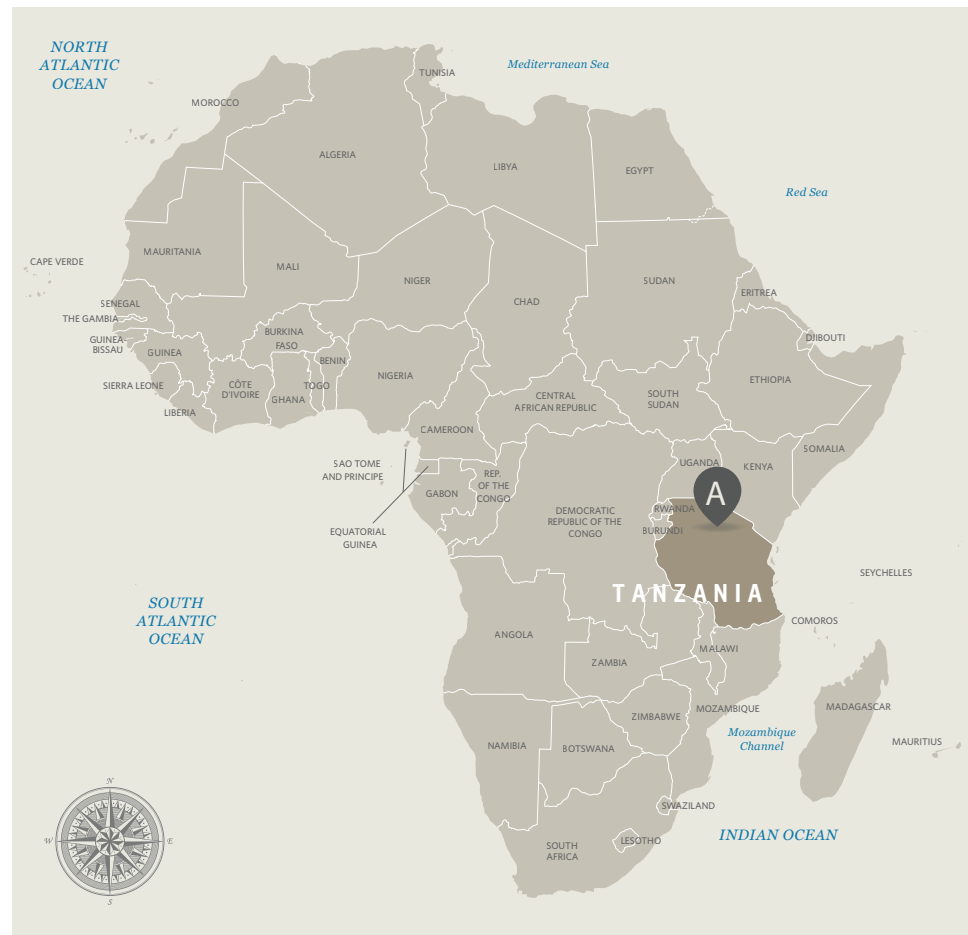 NORTH
ATLANTIC
OCEAN
Mediterranean Sea
TUNISIA
MOROCCO
ALGERIA
LIBYA
EGYPT
Red Sea
MAURITANIA
MALI
NIGER
CHAD
SUDAN
ERITREA
CAPE VERDE
SENEGAL
THE GAMBIA
GUINEA-
BISSAU
GUINEA
BURKINA
FASO
BENIN
DJIBOUTI
SIERRA LEONE
CÔTE
D'IVOIRE
GHANA
TOGO
NIGERIA
CENTRAL
AFRICAN REPUBLIC
SOUTH
SUDAN
ETHIOPIA
LIBERIA
CAMEROON
SOMALIA
SAO TOME
AND PRINCIPE
REP.
OF THE
CONGO
UGANDA
KENYA
GABON
A
RWANDA
EQUATORIAL
GUINEA
DEMOCRATIC
REPUBLIC OF THE
CONGO
BURUNDI
SEYCHELLES
TANZANIA
SOUTH
ATLANTIC
OCEAN
COMOROS
ANGOLA
ZAMBIA
MALAWI
MOZAMBIQUE
MADAGASCAR
ZIMBABWE
Mozambique
Channel
MAURITIUS
NAMIBIA
BOTSWANA
SWAZILAND
INDIAN OCEAN
LESOTHO
SOUTH
AFRICA
N
W
E
S